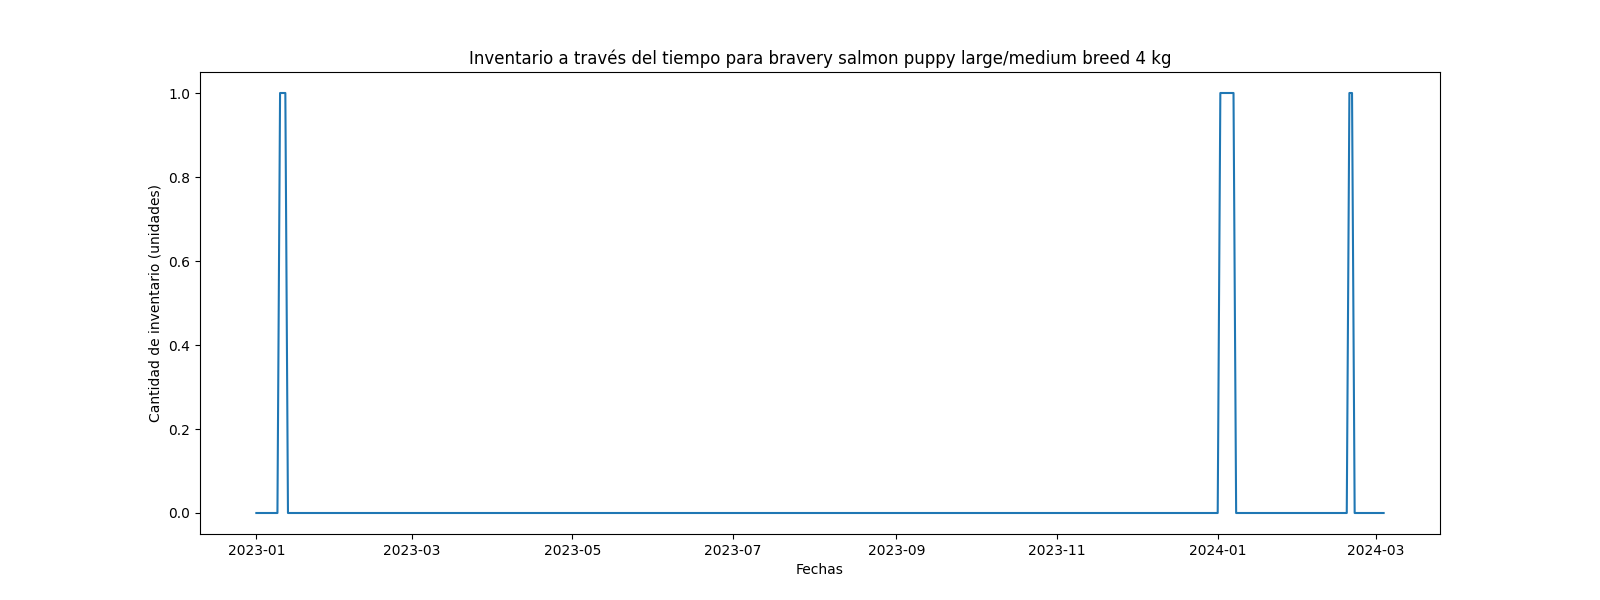 Inventario a través del tiempo para bravery salmon puppy large/medium breed 4 kg
Cantidad de inventario (unidades)
1.0
0.8
0.6
0.4
0.2
0.0
2023-01 2023-03 2023-05 2023-07 2023-09 2023-11 2024-01 2024-03
Fechas